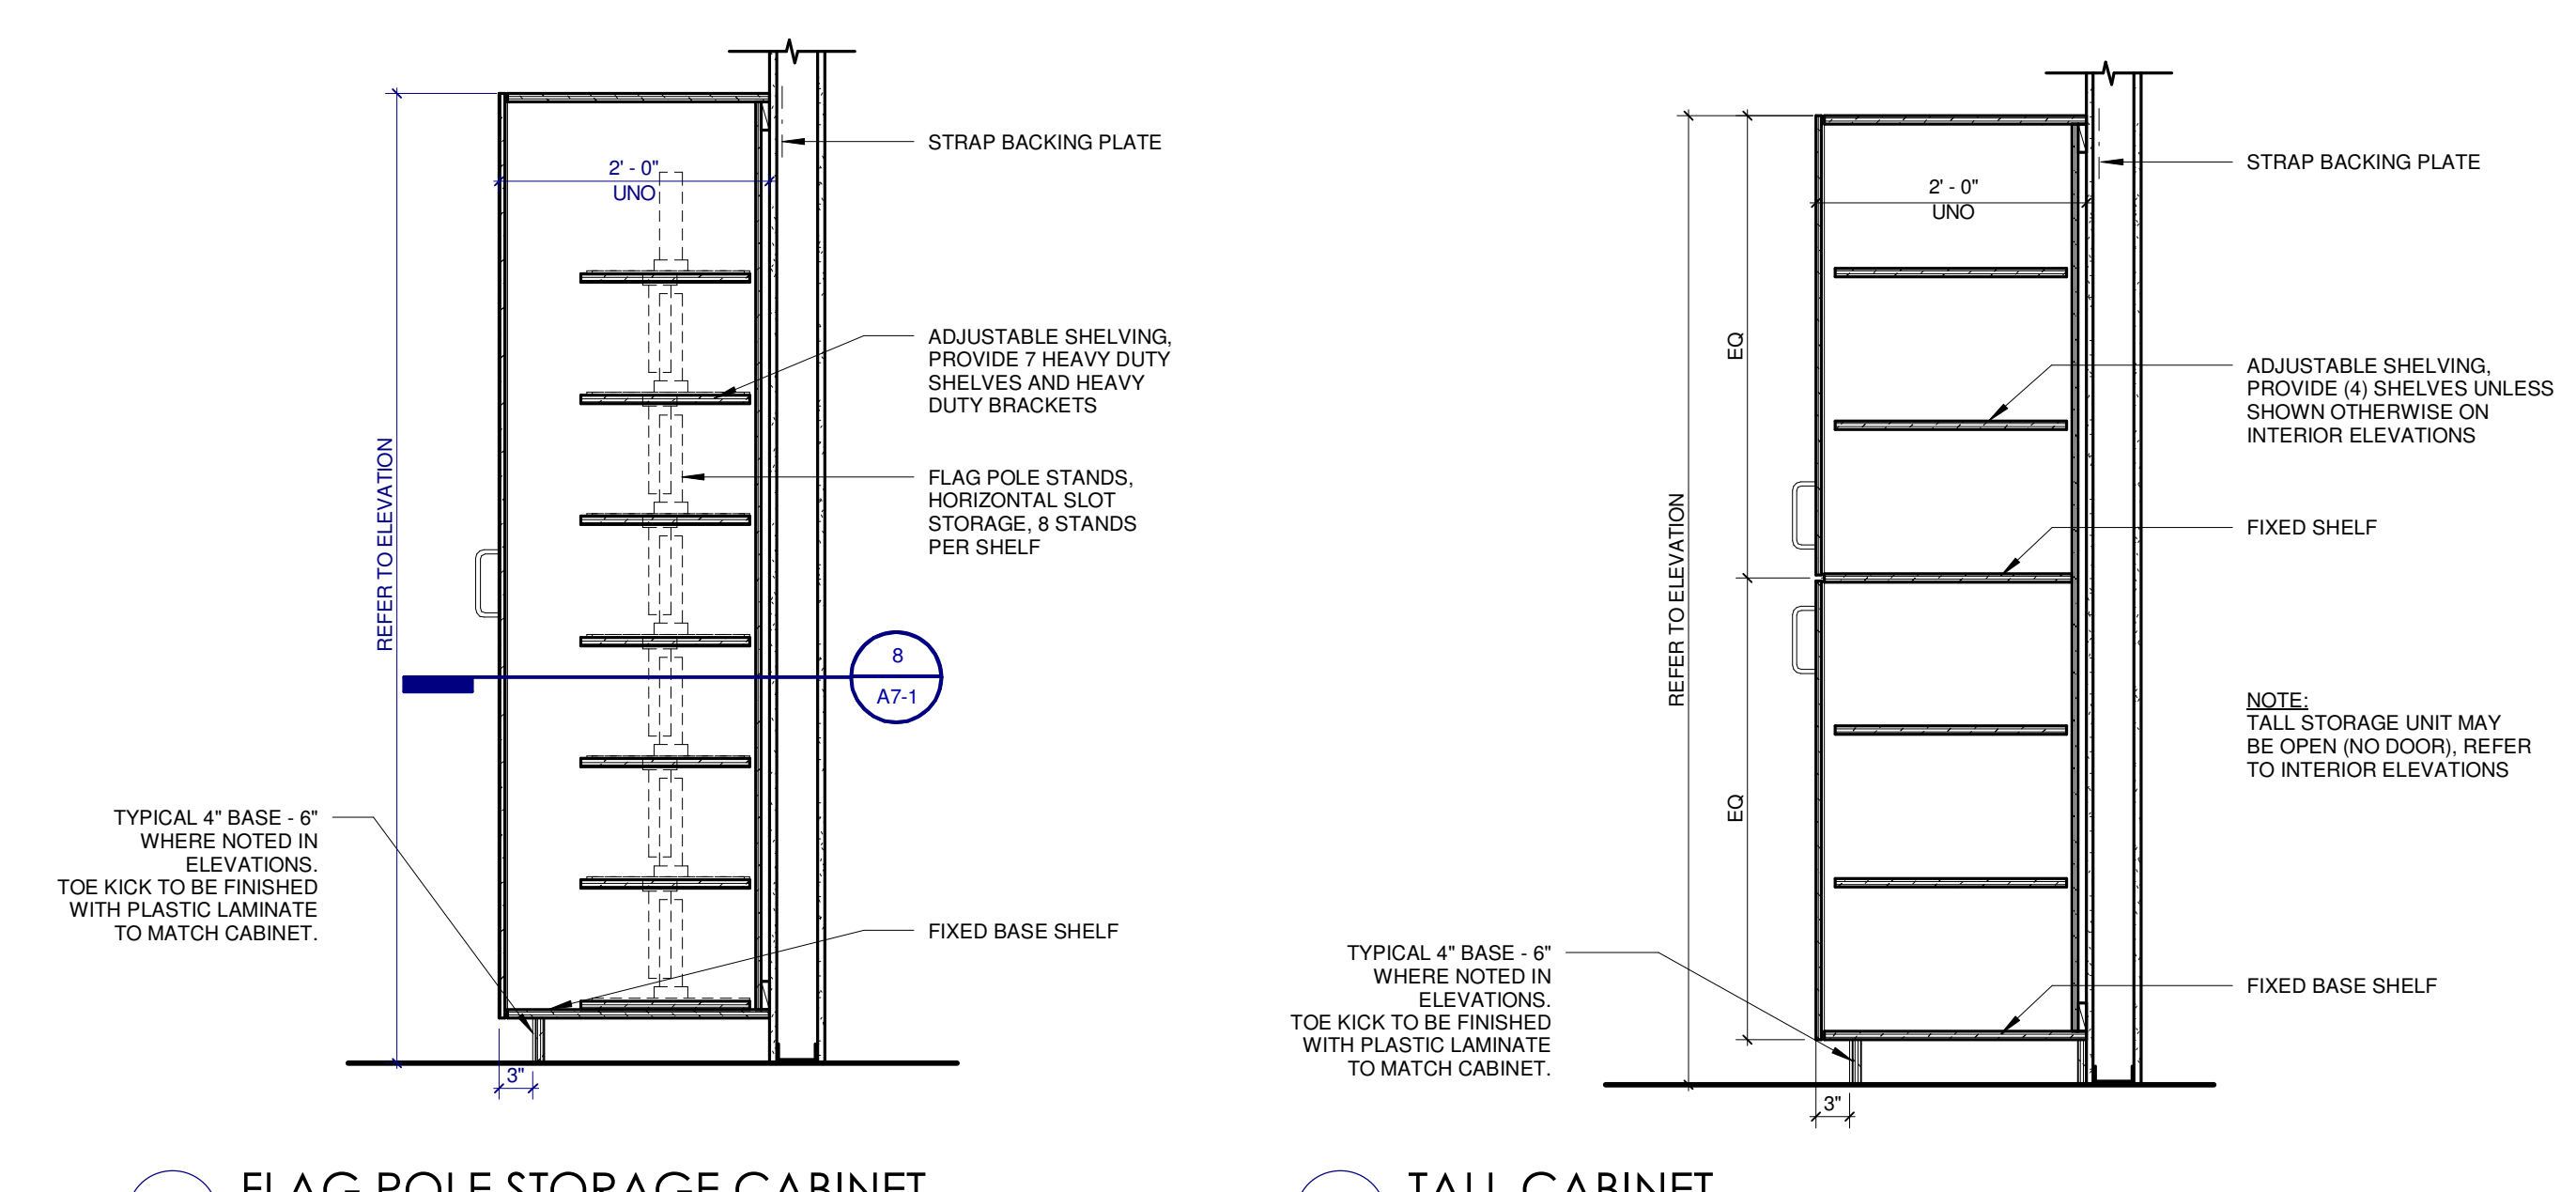 STRAP BACKING PLATE
2' - 0"
UNO
ADJUSTABLE SHELVING,
PROVIDE 7 HEAVY DUTY
SHELVES AND HEAVY
DUTY BRACKETS
FLAG POLE STANDS,
HORIZONTAL SLOT
STORAGE, 8 STANDS
PER SHELF
REFER TO ELEVATION
8
A7-1
TYPICAL 4" BASE - 6"
WHERE NOTED IN
ELEVATIONS.
TOE KICK TO BE FINISHED
WITH PLASTIC LAMINATE
TO MATCH CABINET.
FIXED BASE SHELF
3"
FLAG POLE STORAGE CABINET
STRAP BACKING PLATE
2' - 0"
UNO
EQ
ADJUSTABLE SHELVING,
PROVIDE (4) SHELVES UNLESS
SHOWN OTHERWISE ON
INTERIOR ELEVATIONS
FIXED SHELF
REFER TO ELEVATION
NOTE:
TALL STORAGE UNIT MAY
BE OPEN (NO DOOR), REFER
TO INTERIOR ELEVATIONS
EQ
TYPICAL 4" BASE - 6"
WHERE NOTED IN
ELEVATIONS.
TOE KICK TO BE FINISHED
WITH PLASTIC LAMINATE
TO MATCH CABINET.
FIXED BASE SHELF
3"
TALL CABINET